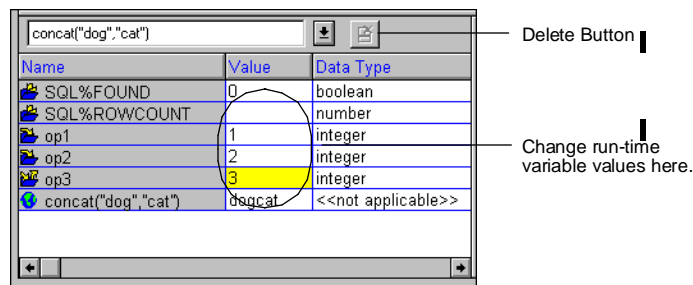 concat("dog","cat")
Delete Button
Name Value Data Type
SQL%FOUND 0 boolean
SQL%ROWCOUNT number
op1 1 integer
op2 2 integer
op3 3 integer
concat("dog","cat") dogcat <<not applicable>>
Change run-time
variable values here.